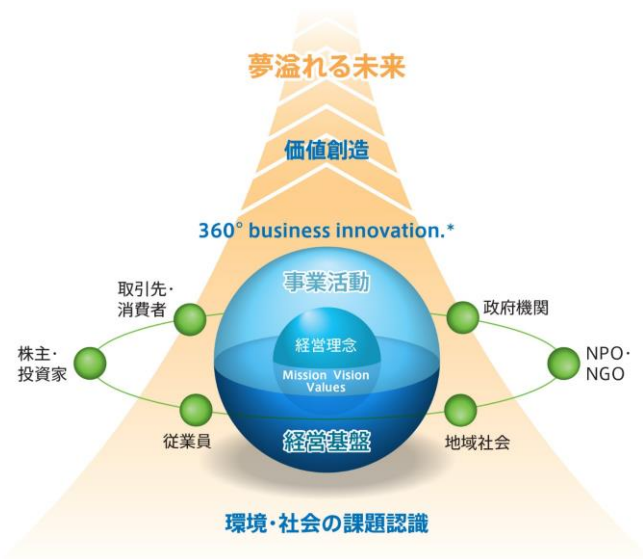 夢溢れる未来
価値創造
360° business innovation.*
事業活動
取引先・
消費者
政府機関
株主・
投資家
経営理念
Mission Vision
Values
NPO・
NGO
従業員
経営基盤
地域社会
環境・社会の課題認識